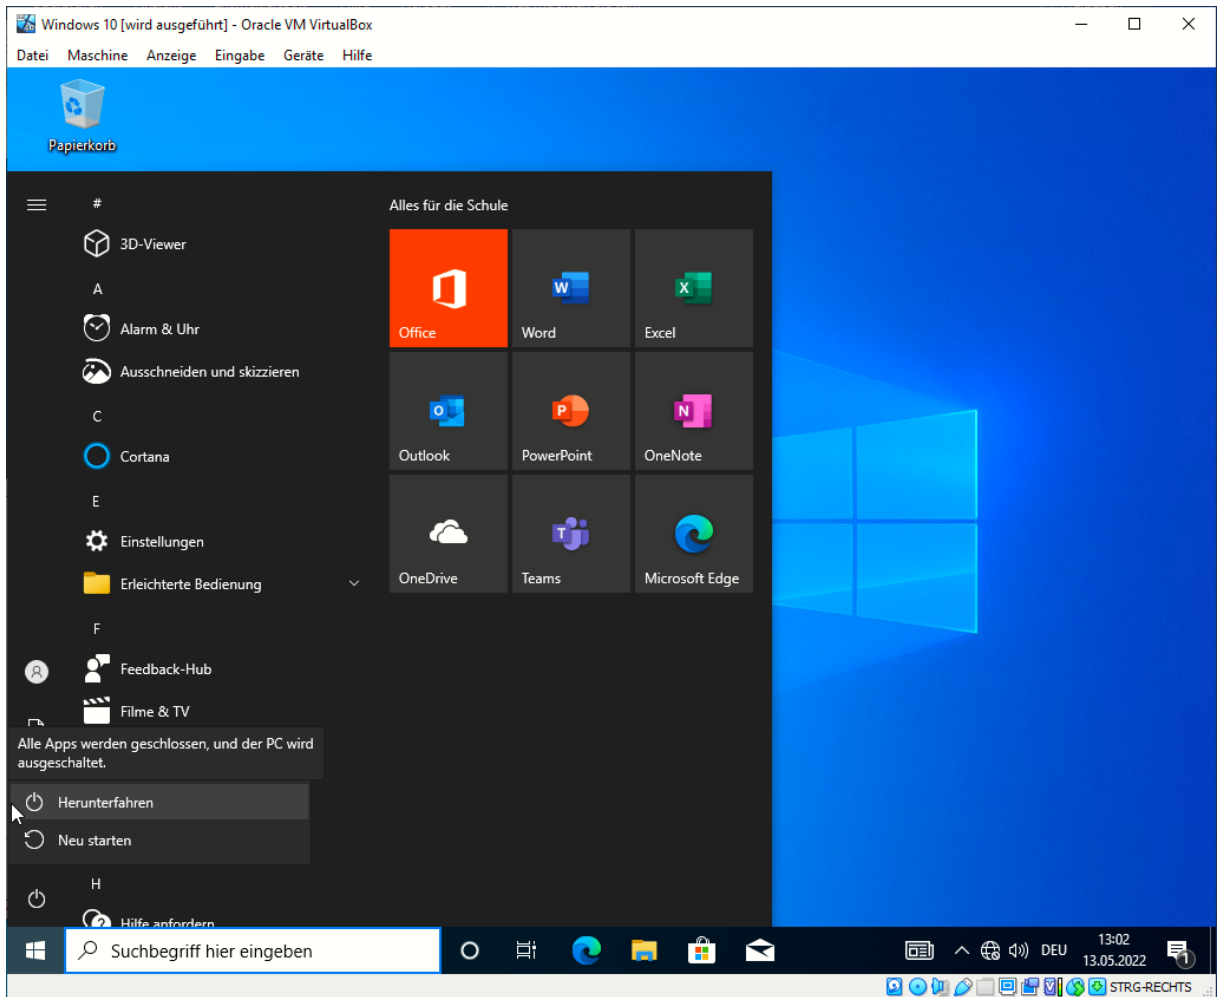 Windows 10 [wird ausgeführt] - Oracle VM VirtualBox
Datei Maschine Anzeige Eingabe Geräte Hilfe
Papierkorb
#
3D-Viewer
A
Alarm & Uhr
Ausschneiden und skizzieren
C
Cortana
E
Einstellungen
Erleichterte Bedienung
F
Feedback-Hub
Filme & TV
Alle Apps werden geschlossen, und der PC wird
ausgeschaltet.
Herunterfahren
Neu starten
H
Hilfe anfordern
Alles für die Schule
Office
W
Word
X
Excel
O
Outlook
P
PowerPoint
N
OneNote
OneDrive
T
Teams
Microsoft Edge
Suchbegriff hier eingeben
DEU
13:02
13.05.2022
1
STRG-RECHTS